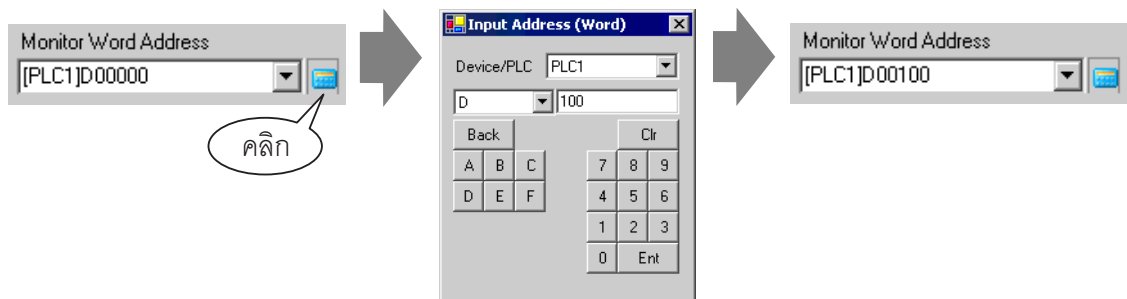 Monitor Word Address
[PLC1]D00000
คลิก
Input Address (Word)
Device/PLC PLC1
D 100
Back Clr
A B C 7 8 9
D E F 4 5 6
1 2 3
0 Ent
Monitor Word Address
[PLC1]D00100